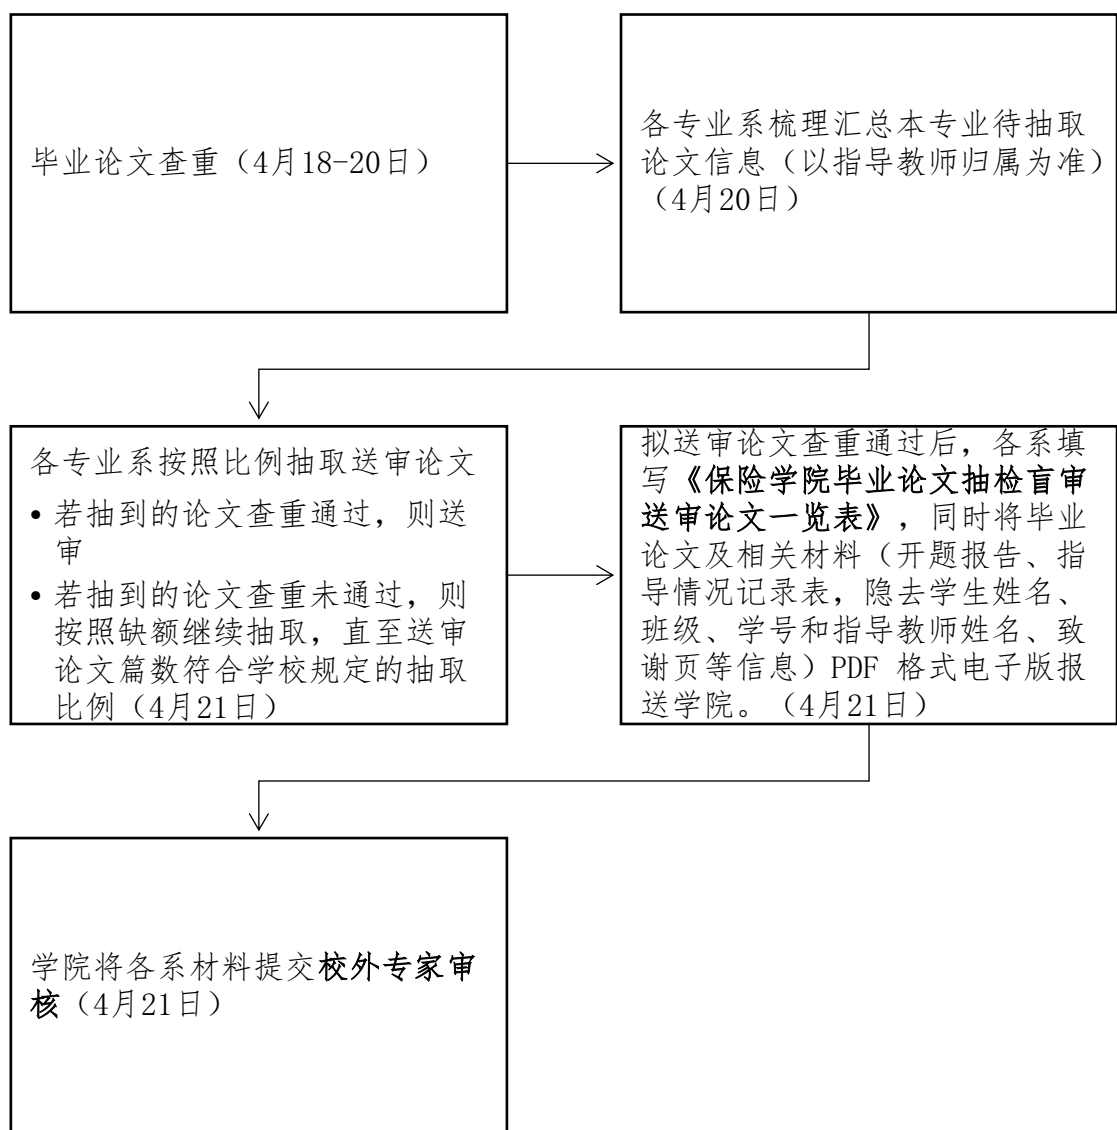 毕业论文查重（4月18-20日）
各专业系梳理汇总本专业待抽取
论文信息（以指导教师归属为准）
（4月20日）
各专业系按照比例抽取送审论文
• 若抽到的论文查重通过，则送
审
• 若抽到的论文查重未通过，则
按照缺额继续抽取，直至送审
论文篇数符合学校规定的抽取
比例（4月21日）
拟送审论文查重通过后，各系填
写《保险学院毕业论文抽检盲审
送审论文一览表》，同时将毕业
论文及相关材料（开题报告、指
导情况记录表，隐去学生姓名、
班级、学号和指导教师姓名、致
谢页等信息）PDF 格式电子版报
送学院。（4月21日）
学院将各系材料提交校外专家审
核（4月21日）